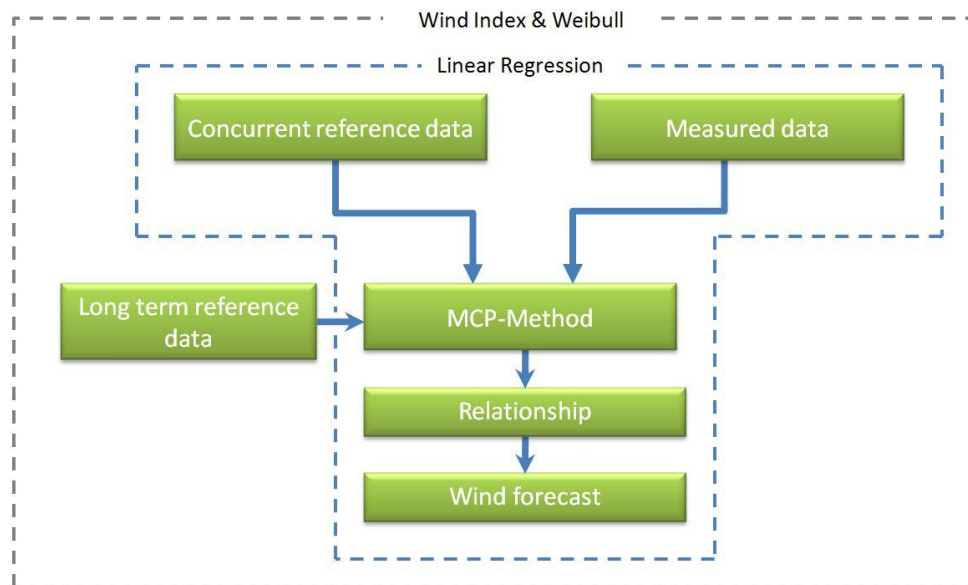 Wind Index & Weibull
Linear Regression
Concurrent reference data
Measured data
Long term reference
data
MCP-Method
Relationship
Wind forecast